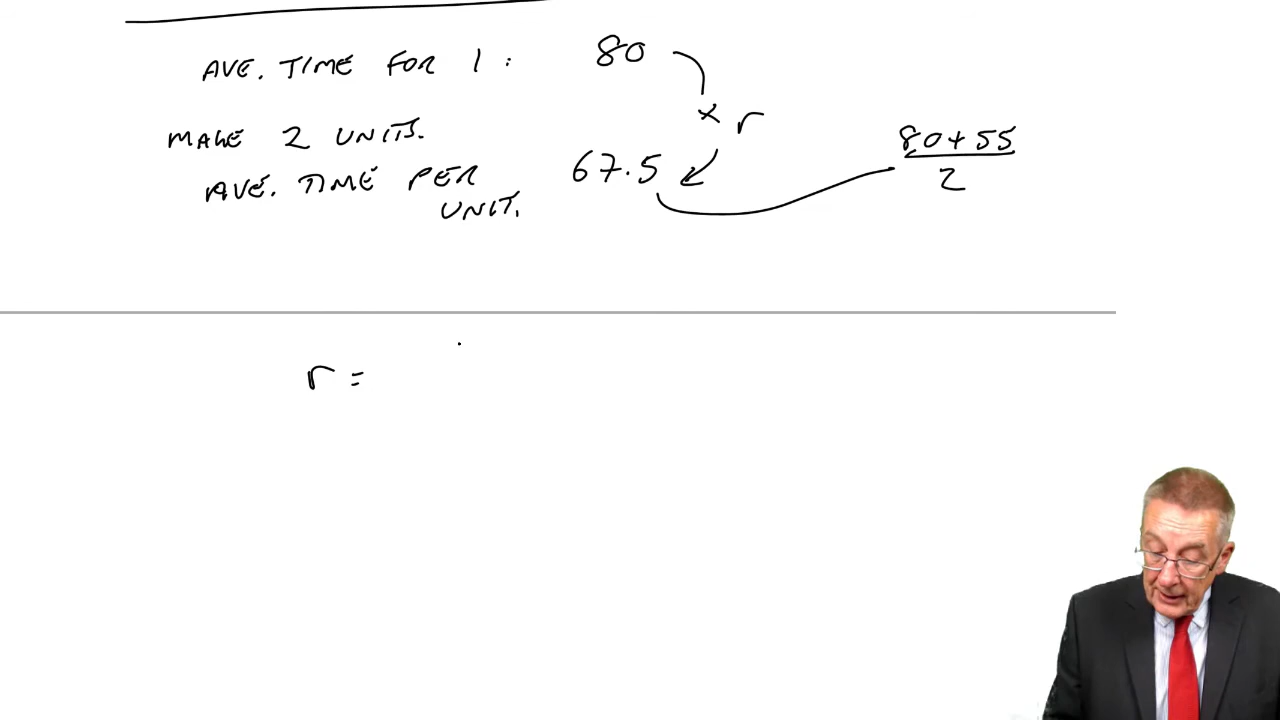 AVE. TIME FOR 1 : 80
× r
MAKE 2 UNITS.
80 + 55
AVE. TIME PER 67.5
2
UNIT.
r =